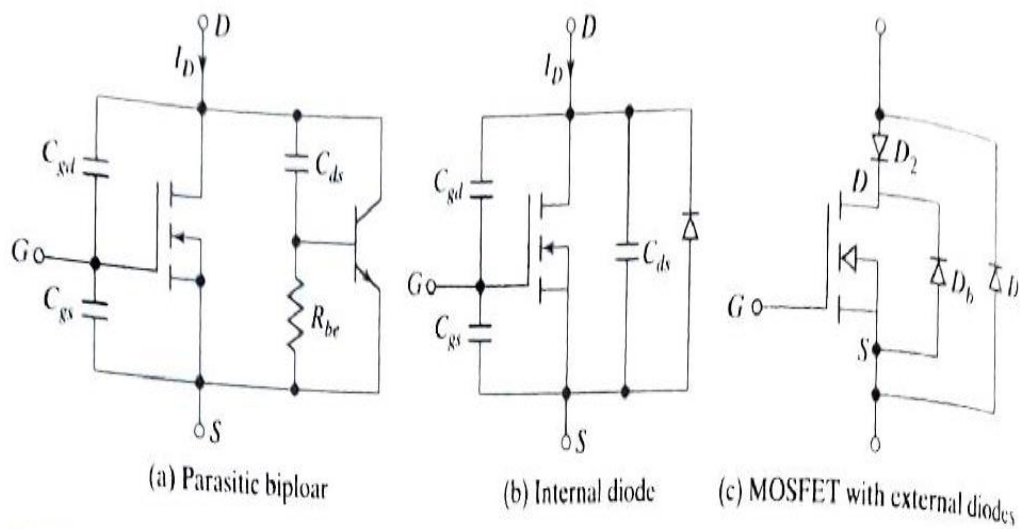 D
I_D
C_gd
C_ds
G
C_gs
R_be
S
(a) Parasitic biploar
D
I_D
C_gd
G
C_ds
C_gs
S
(b) Internal diode
D_2
D
G
D_b
S
(c) MOSFET with external diodes